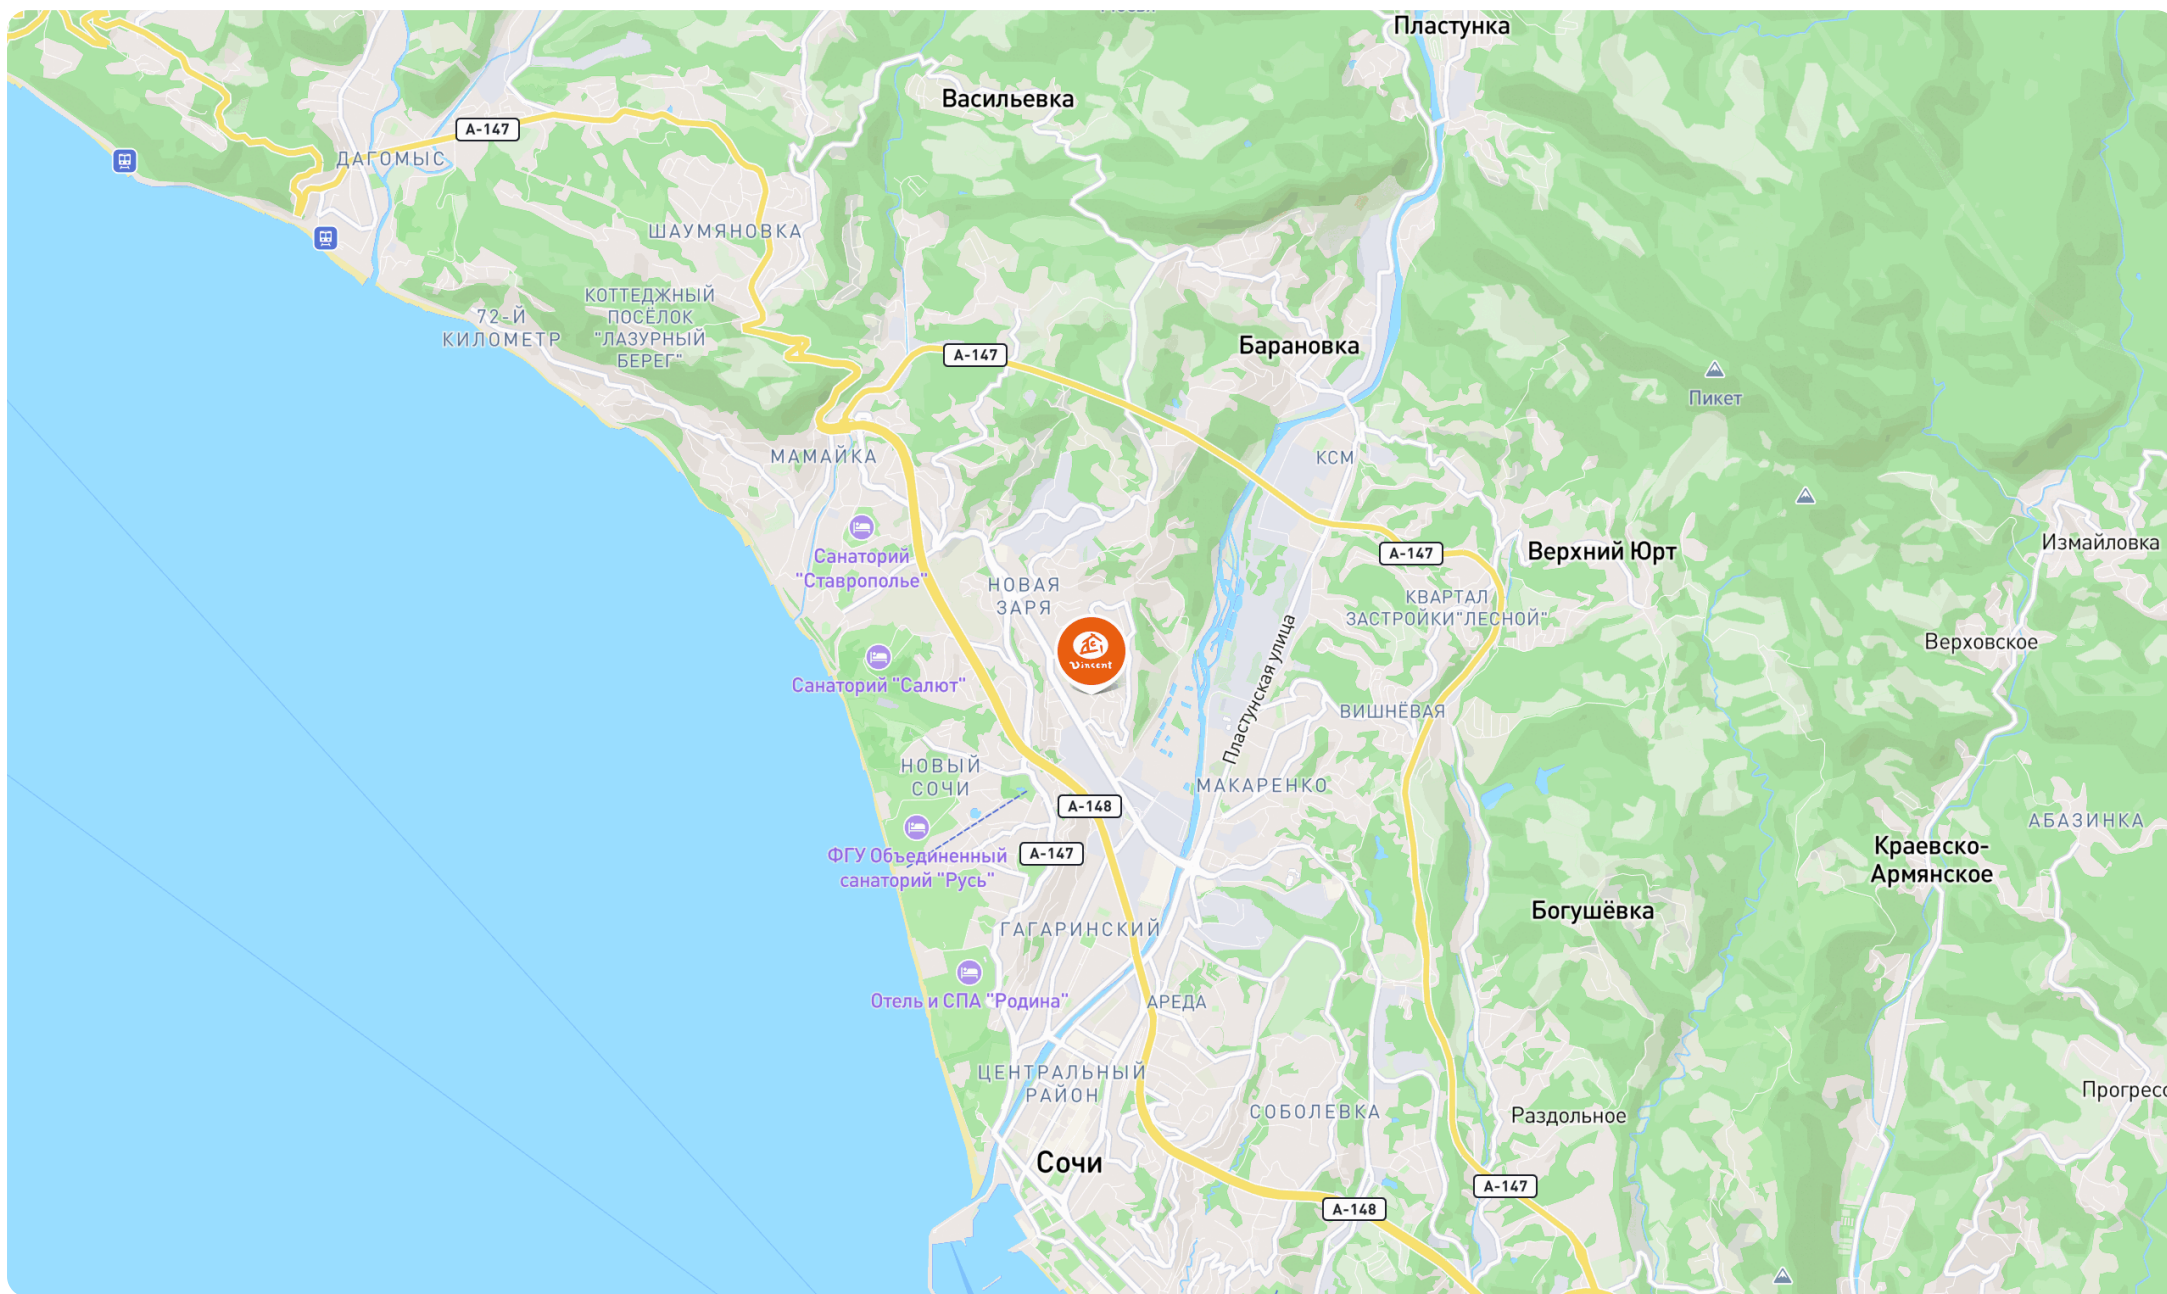 Пластунка
Васильевка
А-147
ДАГОМЫС
ШАУМЯНОВКА
КОТТЕДЖНЫЙ
ПОСЁЛОК
"ЛАЗУРНЫЙ
БЕРЕГ"
72-Й
КИЛОМЕТР
А-147
Барановка
Пикет
МАМАЙКА
КСМ
Санаторий
"Ставрополье"
НОВАЯ
ЗАРЯ
А-147
Верхний Юрт
Измайловка
КВАРТАЛ
ЗАСТРОЙКИ"ЛЕСНОЙ"
Верховское
Vincent
Санаторий "Салют"
Пластунская улица
ВИШНЁВАЯ
НОВЫЙ
СОЧИ
МАКАРЕНКО
А-148
АБАЗИНКА
ФГУ Объединенный
санаторий "Русь"
А-147
Краевско-
Армянское
Богушёвка
ГАГАРИНСКИЙ
Отель и СПА "Родина"
АРЕДА
ЦЕНТРАЛЬНЫЙ
РАЙОН
СОБОЛЕВКА
Раздольное
Прогресс
Сочи
А-147
А-148